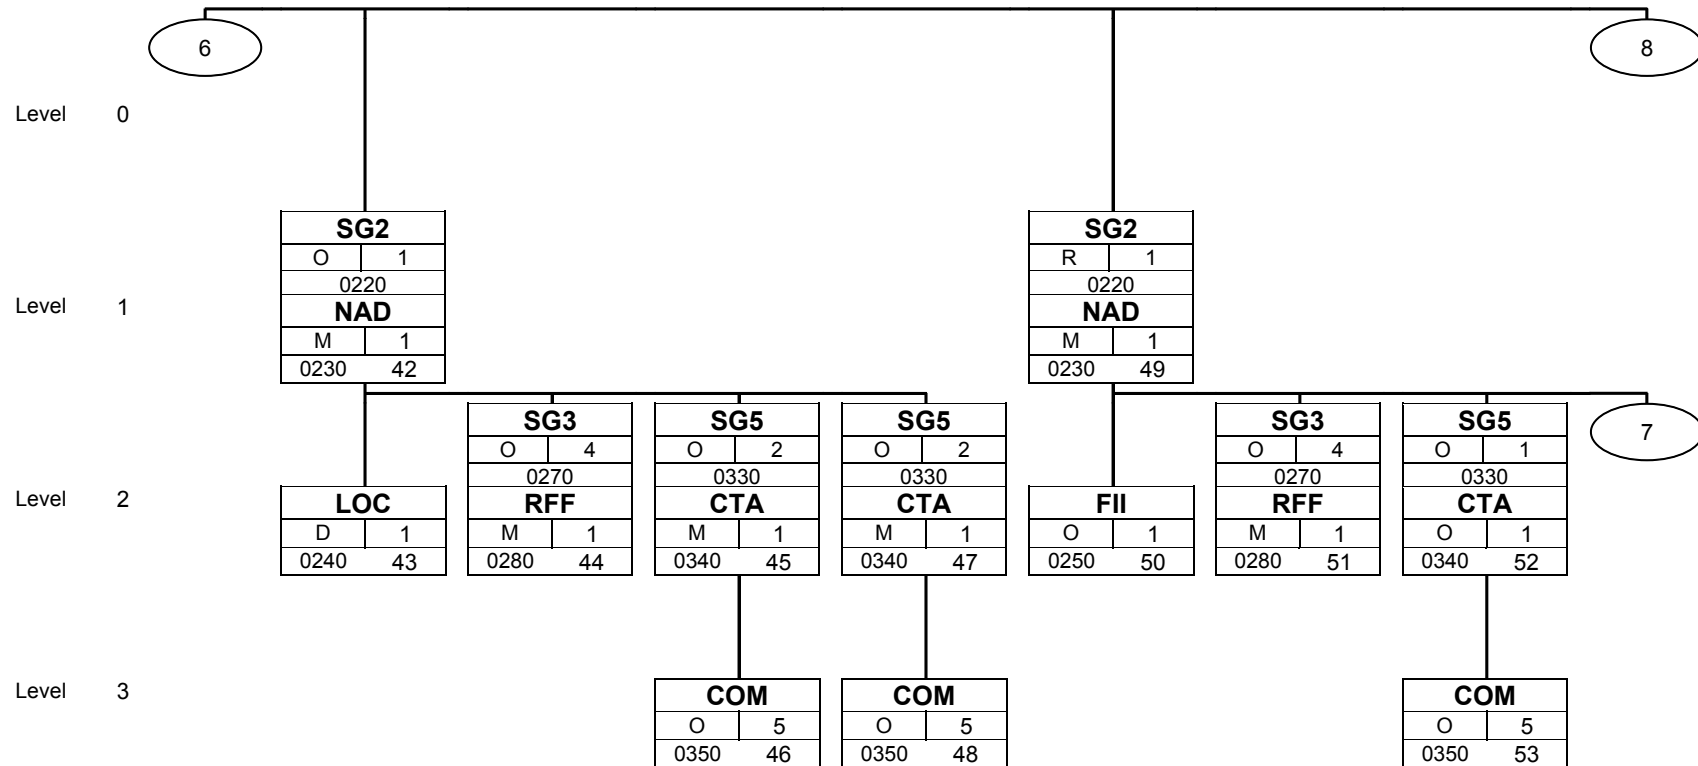 6
8
Level 0
SG2
O 1
0220
NAD
M 1
0230 42
SG2
R 1
0220
NAD
M 1
0230 49
Level 1
SG3
O 4
0270
RFF
M 1
0280 44
SG5
O 2
0330
CTA
M 1
0340 45
SG5
O 2
0330
CTA
M 1
0340 47
SG3
O 4
0270
RFF
M 1
0280 51
SG5
O 1
0330
CTA
O 1
0340 52
7
Level 2
LOC
D 1
0240 43
FII
O 1
0250 50
Level 3
COM
O 5
0350 46
COM
O 5
0350 48
COM
O 5
0350 53